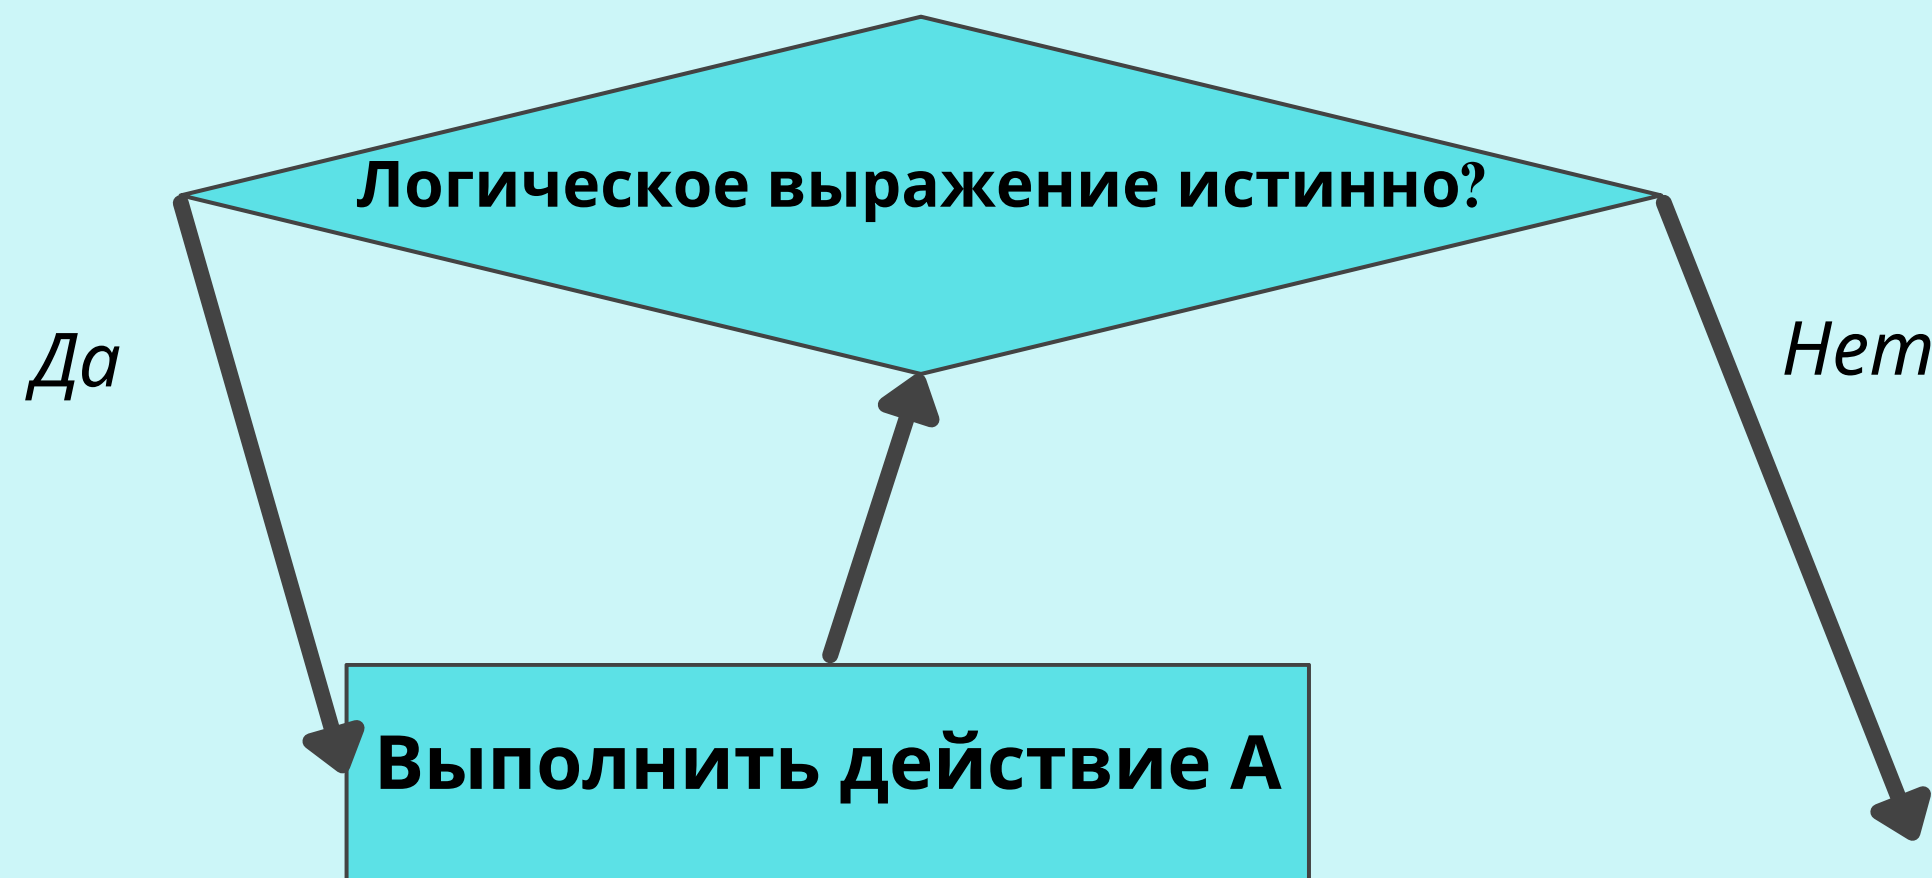 Логическое выражение истинно?
Да
Нет
Выполнить действие А